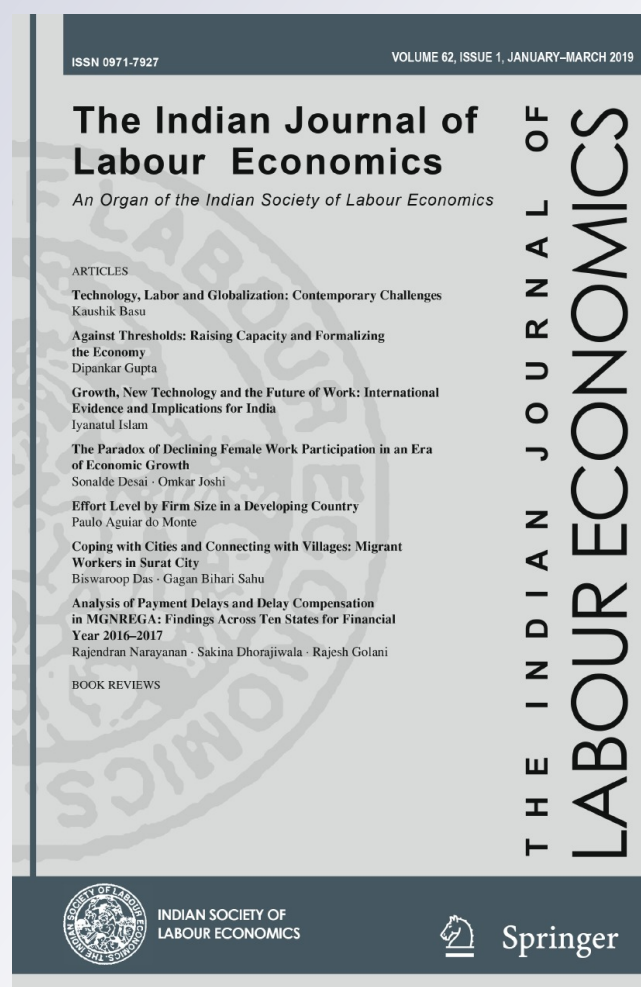 ISSN 0971-7927
VOLUME 62, ISSUE 1, JANUARY–MARCH 2019
The Indian Journal of
Labour Economics
An Organ of the Indian Society of Labour Economics
ARTICLES
Technology, Labor and Globalization: Contemporary Challenges
Kaushik Basu
Against Thresholds: Raising Capacity and Formalizing
the Economy
Dipankar Gupta
Growth, New Technology and the Future of Work: International
Evidence and Implications for India
Iyanatul Islam
The Paradox of Declining Female Work Participation in an Era
of Economic Growth
Sonalde Desai · Omkar Joshi
Effort Level by Firm Size in a Developing Country
Paulo Aguiar do Monte
Coping with Cities and Connecting with Villages: Migrant
Workers in Surat City
Biswaroop Das · Gagan Bihari Sahu
Analysis of Payment Delays and Delay Compensation
in MGNREGA: Findings Across Ten States for Financial
Year 2016–2017
Rajendran Narayanan · Sakina Dhorajiwala · Rajesh Golani
BOOK REVIEWS
THE INDIAN JOURNAL OF
LABOUR ECONOMICS
THE INDIAN SOCIETY OF LABOUR ECONOMICS
INDIAN SOCIETY OF
LABOUR ECONOMICS
Springer